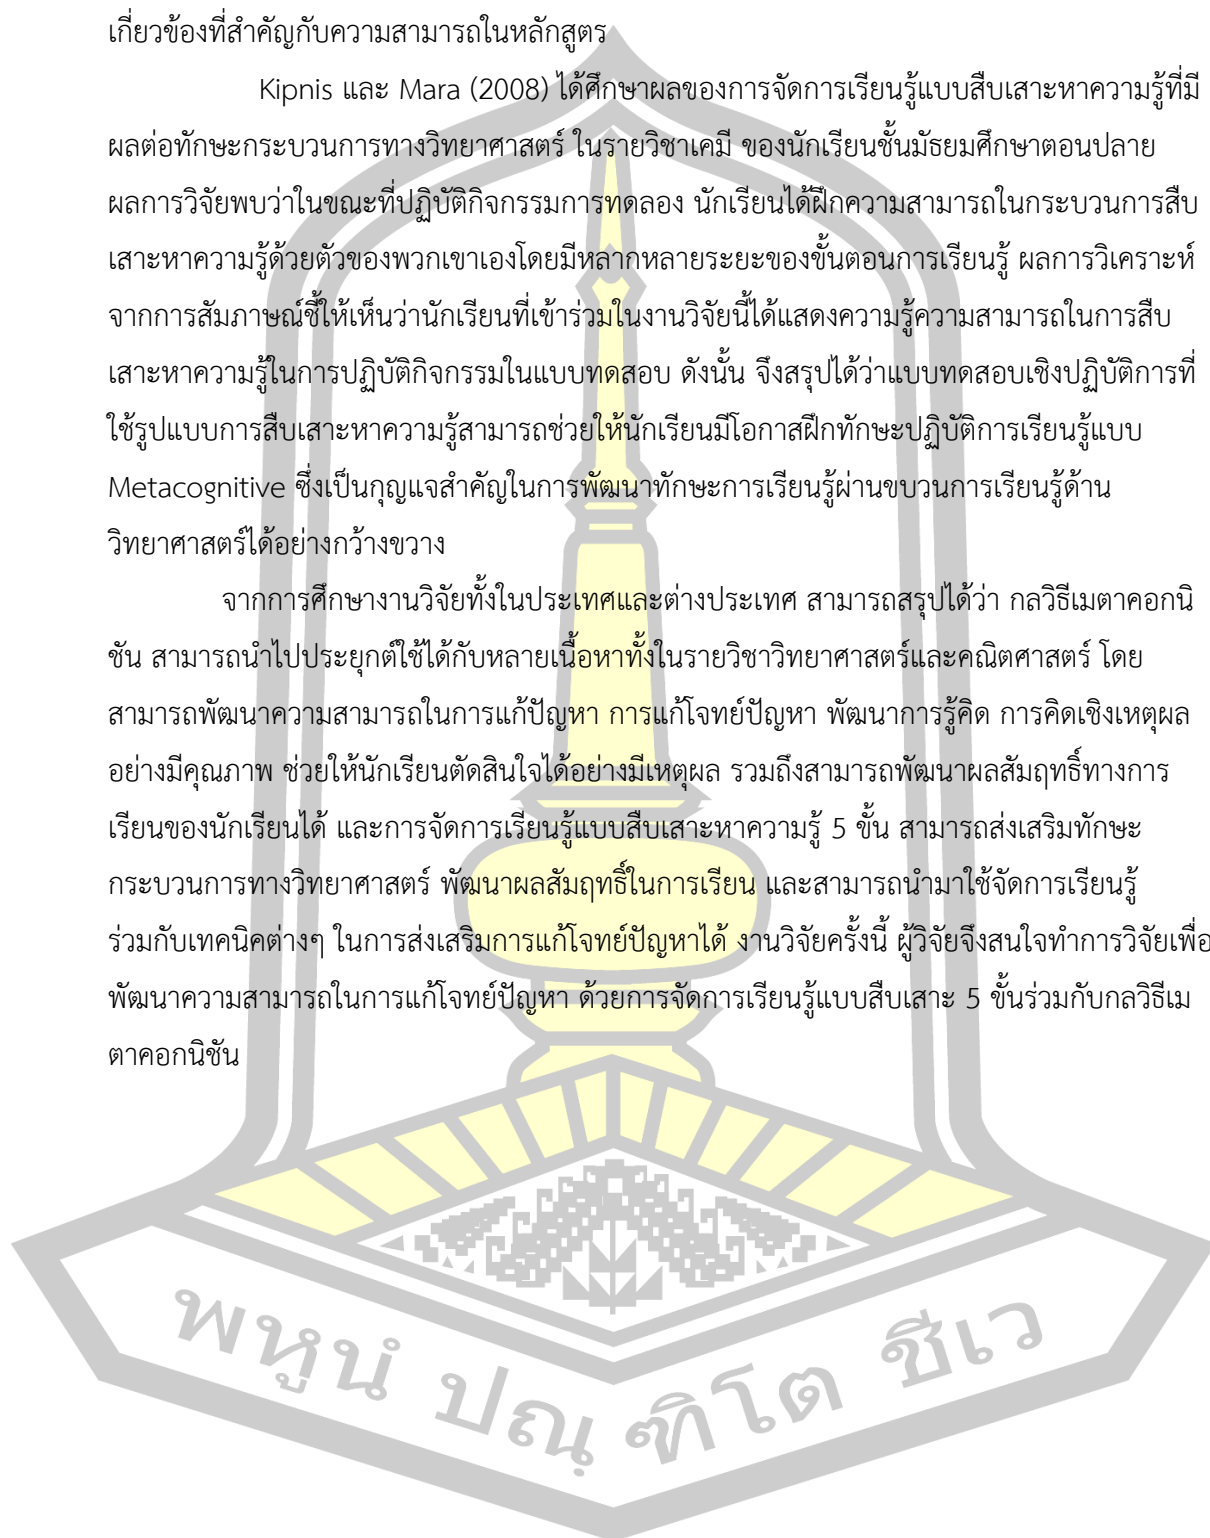 เกี่ยวข้องที่สำคัญกับความสามารถในหลักสูตร
Kipnis และ Mara (2008) ได้ศึกษาผลของการจัดการเรียนรู้แบบสืบเสาะหาความรู้ที่มี
ผลต่อทักษะกระบวนการทางวิทยาศาสตร์ ในรายวิชาเคมี ของนักเรียนชั้นมัธยมศึกษาตอนปลาย
ผลการวิจัยพบว่าในขณะที่ปฏิบัติกิจกรรมการทดลอง นักเรียนได้ฝึกความสามารถในกระบวนการสืบ
เสาะหาความรู้ด้วยตัวของพวกเขาเองโดยมีหลากหลายระยะของขั้นตอนการเรียนรู้ ผลการวิเคราะห์
จากการสัมภาษณ์ชี้ให้เห็นว่านักเรียนที่เข้าร่วมในงานวิจัยนี้ได้แสดงความรู้ความสามารถในการสืบ
เสาะหาความรู้ในการปฏิบัติกิจกรรมในแบบทดสอบ ดังนั้น จึงสรุปได้ว่าแบบทดสอบเชิงปฏิบัติการที่
ใช้รูปแบบการสืบเสาะหาความรู้สามารถช่วยให้นักเรียนมีโอกาสฝึกทักษะปฏิบัติการเรียนรู้แบบ
Metacognitive ซึ่งเป็นกุญแจสำคัญในการพัฒนาทักษะการเรียนรู้ผ่านขบวนการเรียนรู้ด้าน
วิทยาศาสตร์ได้อย่างกว้างขวาง
จากการศึกษางานวิจัยทั้งในประเทศและต่างประเทศ สามารถสรุปได้ว่า กลวิธีเมตาคอกนิ
ชัน สามารถนำไปประยุกต์ใช้ได้กับหลายเนื้อหาทั้งในรายวิชาวิทยาศาสตร์และคณิตศาสตร์ โดย
สามารถพัฒนาความสามารถในการแก้ปัญหา การแก้โจทย์ปัญหา พัฒนาการรู้คิด การคิดเชิงเหตุผล
อย่างมีคุณภาพ ช่วยให้นักเรียนตัดสินใจได้อย่างมีเหตุผล รวมถึงสามารถพัฒนาผลสัมฤทธิ์ทางการ
เรียนของนักเรียนได้ และการจัดการเรียนรู้แบบสืบเสาะหาความรู้ 5 ขั้น สามารถส่งเสริมทักษะ
กระบวนการทางวิทยาศาสตร์ พัฒนาผลสัมฤทธิ์ในการเรียน และสามารถนำมาใช้จัดการเรียนรู้
ร่วมกับเทคนิคต่างๆ ในการส่งเสริมการแก้โจทย์ปัญหาได้ งานวิจัยครั้งนี้ ผู้วิจัยจึงสนใจทำการวิจัยเพื่อ
พัฒนาความสามารถในการแก้โจทย์ปัญหา ด้วยการจัดการเรียนรู้แบบสืบเสาะ 5 ขั้นร่วมกับกลวิธีเม
ตาคอกนิชัน
พหูนํ ปณฺฑิโต ชีเว